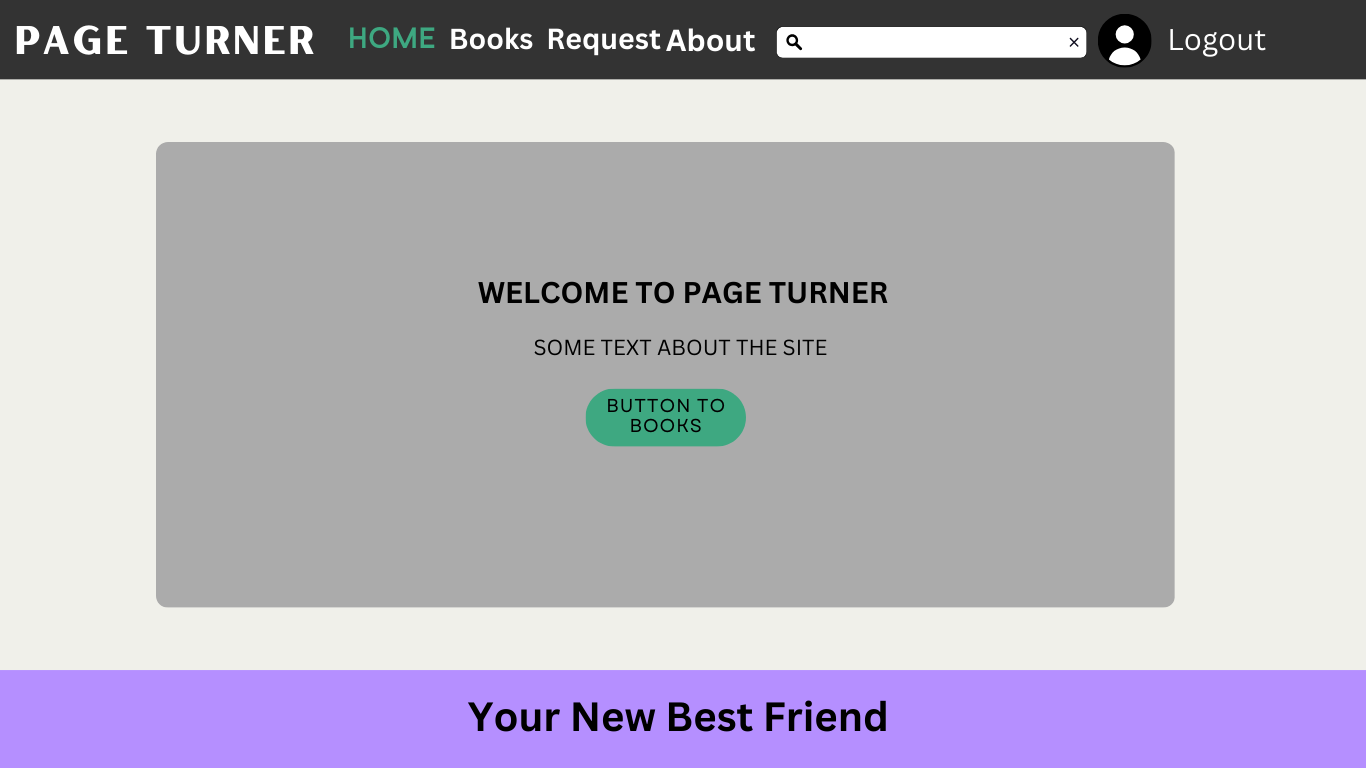 PAGE TURNER HOME Books Request About × Logout
WELCOME TO PAGE TURNER
SOME TEXT ABOUT THE SITE
BUTTON TO
BOOKS
Your New Best Friend